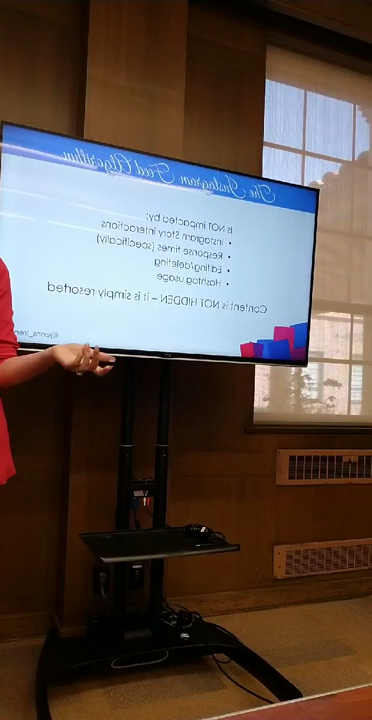 The Instagram Feed Algorithm
IS NOT impacted by:
• Instagram Story interactions
• Response times (specifically)
• Editing/deleting
• Hashtag usage
Content is NOT HIDDEN – it is simply resorted